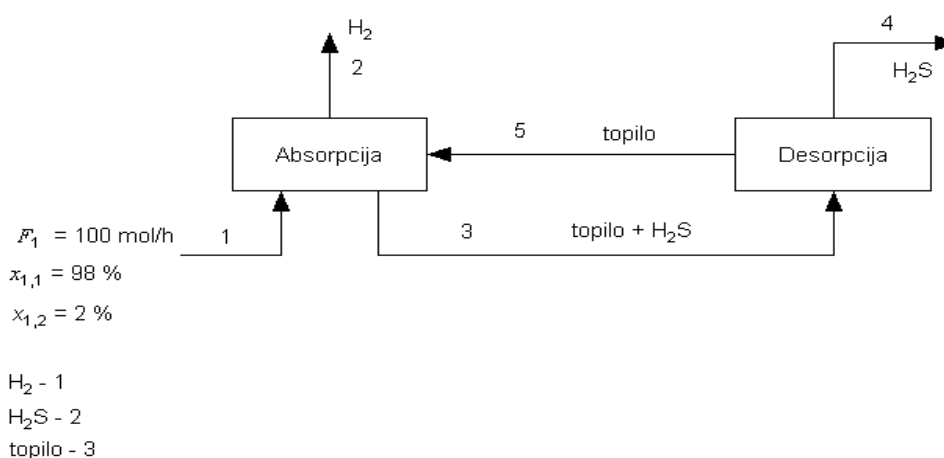 4
H₂
2
H₂S
5 topilo
Absorpcija
Desorpcija
F₁ = 100 mol/h
1
3 topilo + H₂S
x₁,₁ = 98 %
x₁,₂ = 2 %
H₂ - 1
H₂S - 2
topilo - 3